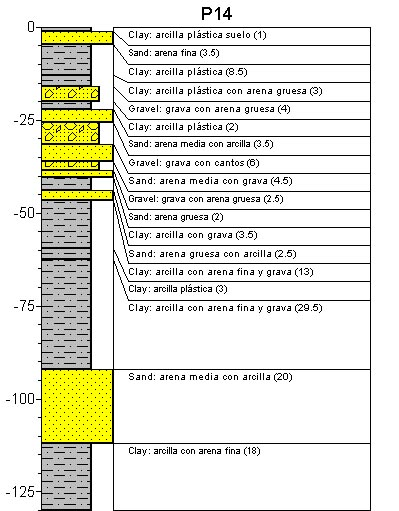 P14
0
Clay: arcilla plástica suelo (1)
Sand: arena fina (3.5)
Clay: arcilla plástica (8.5)
Clay: arcilla plástica con arena gruesa (3)
Gravel: grava con arena gruesa (4)
-25
Clay: arcilla plástica (2)
Sand: arena media con arcilla (3.5)
Gravel: grava con cantos (6)
Sand: arena media con grava (4.5)
Gravel: grava con arena gruesa (2.5)
-50
Sand: arena gruesa (2)
Clay: arcilla con grava (3.5)
Sand: arena gruesa con arcilla (2.5)
Clay: arcilla con arena fina y grava (13)
Clay: arcilla plástica (3)
-75
Clay: arcilla con arena fina y grava (29.5)
Sand: arena media con arcilla (20)
-100
Clay: arcilla con arena fina (18)
-125